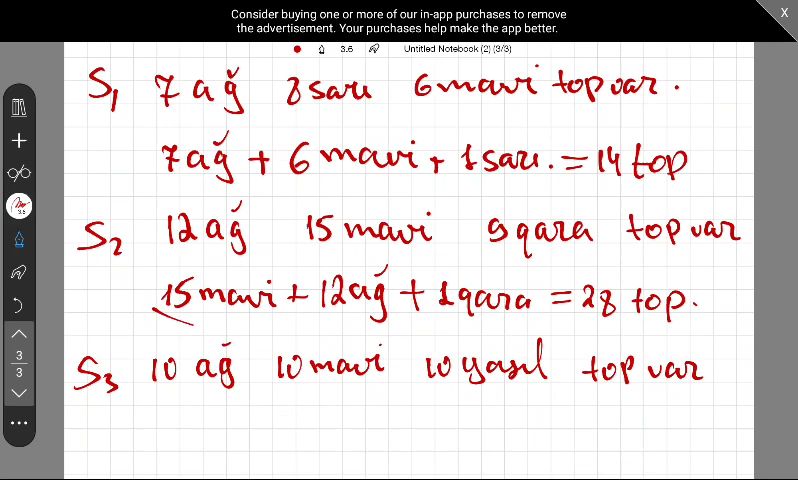 Consider buying one or more of our in-app purchases to remove
the advertisement. Your purchases help make the app better.
X
3.6 Untitled Notebook (2) (3/3)
S1 7 ağ 8 sarı 6 mavi top var.
7 ağ + 6 mavi + 1 sarı. = 14 top
3.6
S2 12 ağ 15 mavi 9 qara top var
15 mavi + 12 ağ + 1 qara = 28 top.
3
3
S3 10 ağ 10 mavi 10 yaşıl top var